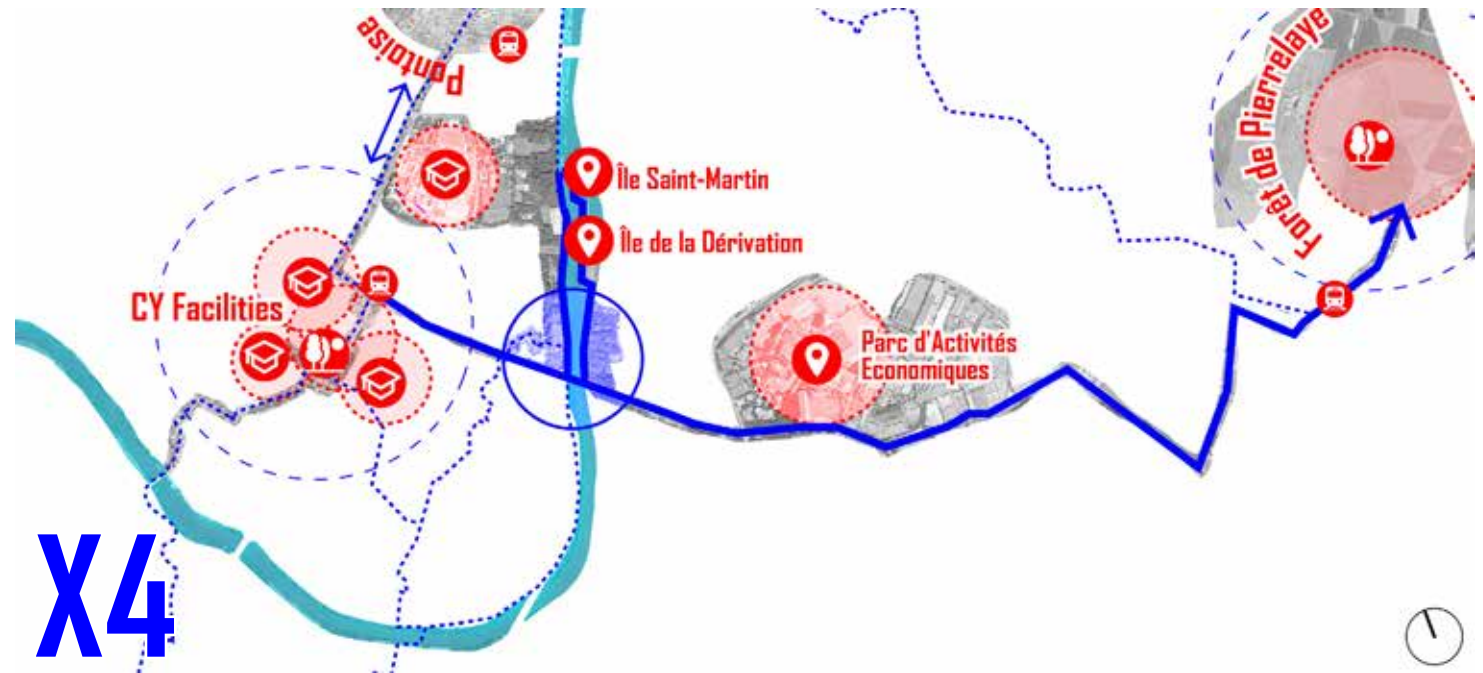 Pontoise
Forêt de Pierrelaye
Île Saint-Martin
Île de la Dérivation
CY Facilities
Parc d'Activités
Economiques
X4